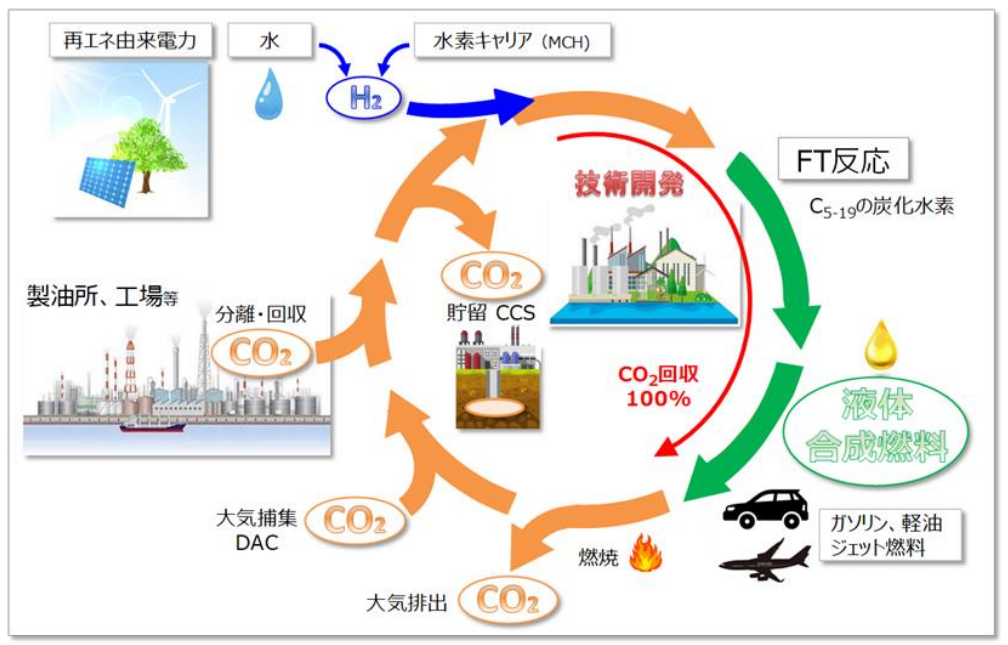 再エネ由来電力
水
水素キャリア（MCH）
H₂
FT反応
C₅₋₁₉の炭化水素
技術開発
CO₂
貯留 CCS
製油所、工場等
分離・回収
CO₂
CO₂回収
100%
液体
合成燃料
ガソリン、軽油
ジェット燃料
大気捕集
DAC
CO₂
燃焼
大気排出
CO₂